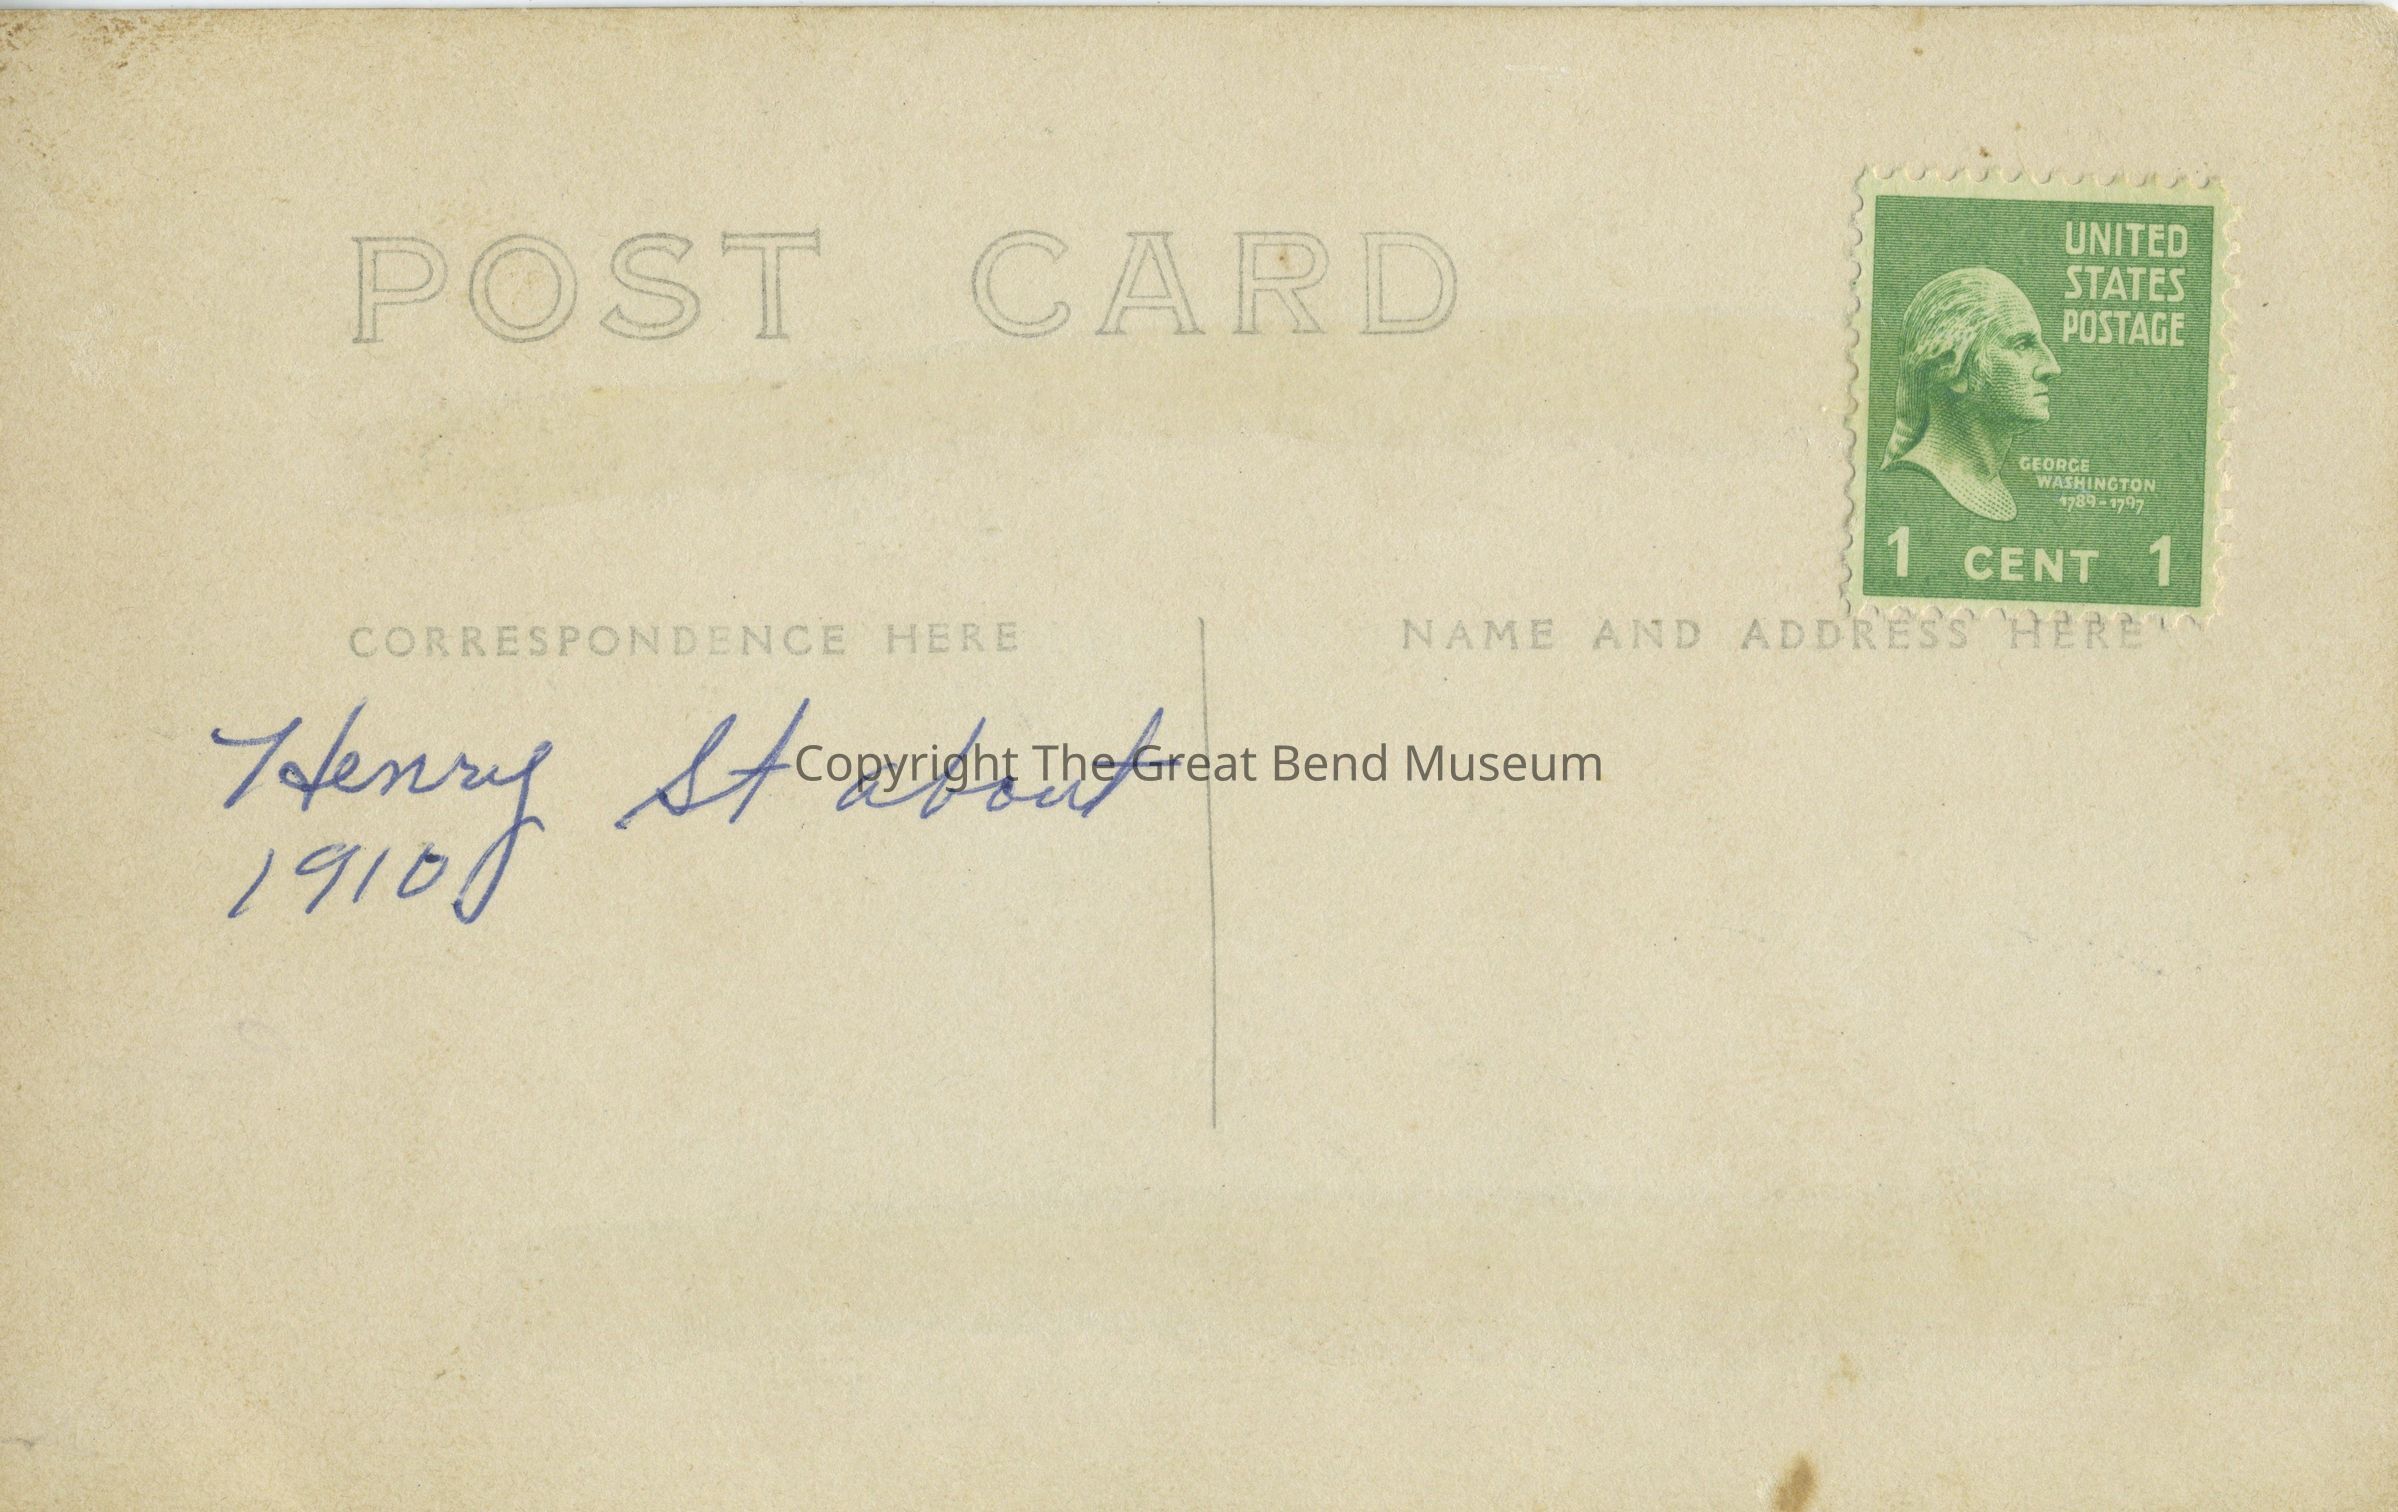 POST CARD
UNITED
STATES
POSTAGE
GEORGE
WASHINGTON
1789-1797
1 CENT 1
CORRESPONDENCE HERE
NAME AND ADDRESS HERE
Henry St about
1910
Copyright The Great Bend Museum